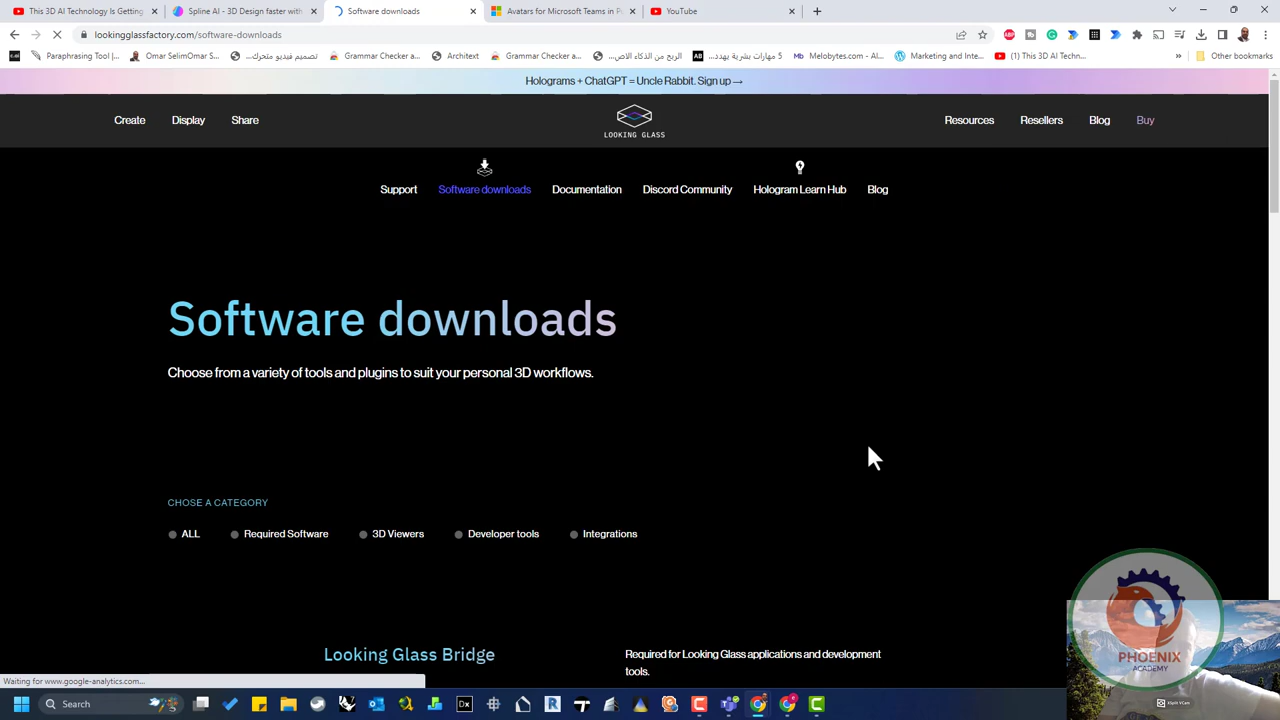 This 3D AI Technology Is Getting
Spline AI - 3D Design faster with
Software downloads
Avatars for Microsoft Teams in Pu
YouTube
lookingglassfactory.com/software-downloads
Paraphrasing Tool |...
Omar SelimOmar S...
تصميم فيديو متحرك...
Grammar Checker a...
Architext
Grammar Checker a...
الربح من الذكاء الاص...
5 مهارات بشرية يهدد...
Melobytes.com - AI...
Marketing and Inte...
(1) This 3D AI Techn...
Other bookmarks
Holograms + ChatGPT = Uncle Rabbit. Sign up →
Create
Display
Share
LOOKING GLASS
Resources
Resellers
Blog
Buy
Support
Software downloads
Documentation
Discord Community
Hologram Learn Hub
Blog
Software downloads
Choose from a variety of tools and plugins to suit your personal 3D workflows.
CHOSE A CATEGORY
ALL
Required Software
3D Viewers
Developer tools
Integrations
Looking Glass Bridge
Required for Looking Glass applications and development
tools.
Waiting for www.google-analytics.com...
PHOENIX
ACADEMY
XSplit VCam
Search